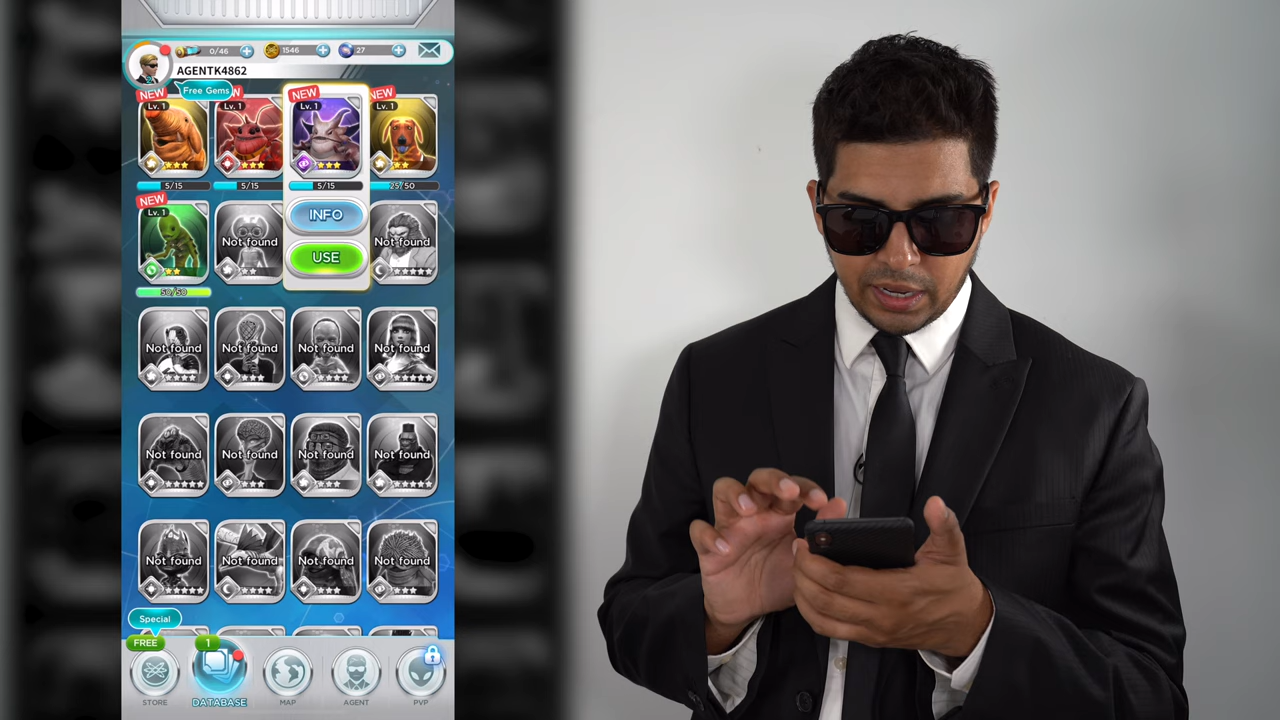 0/46
1546
27
AGENTK4862
Free Gems
NEW
NEW
NEW
Lv. 1
Lv. 1
Lv. 1
Lv. 1
5/15
5/15
5/15
25/50
NEW
Lv. 1
Not found
INFO
Not found
USE
50/50
Not found
Not found
Not found
Not found
Not found
Not found
Not found
Not found
Not found
Not found
Not found
Not found
Special
FREE
1
STORE
DATABASE
MAP
AGENT
PVP